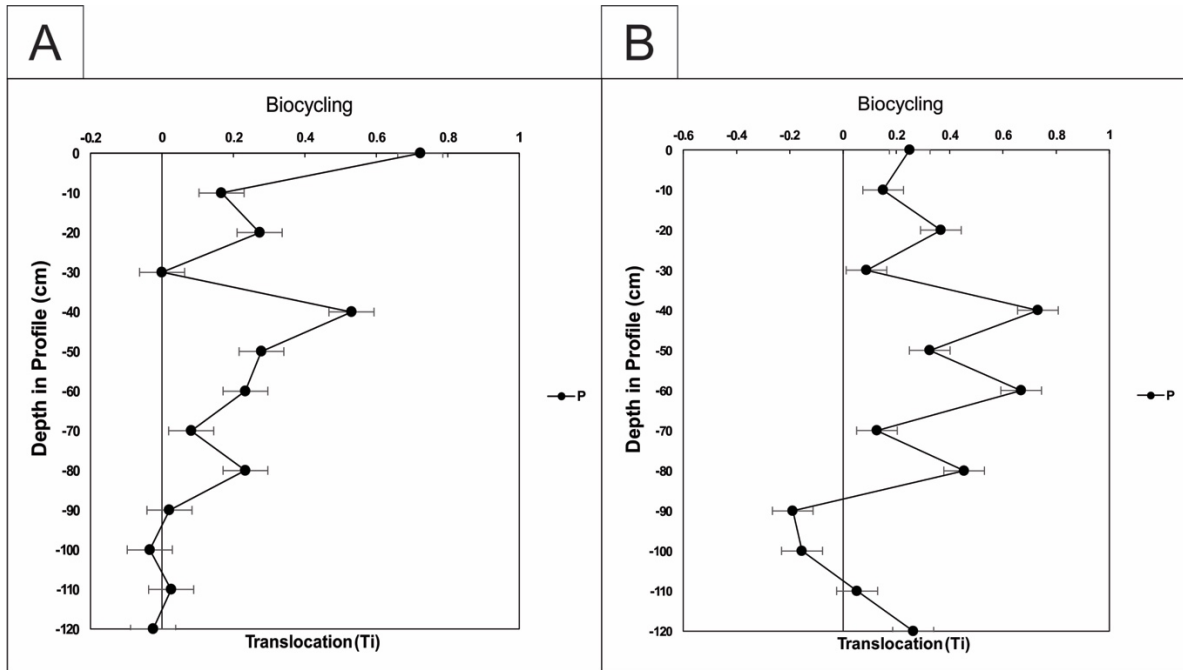 A
Biocycling
-0.2 0 0.2 0.4 0.6 0.8 1
0
-10
-20
-30
-40
-50
-60
-70
-80
-90
-100
-110
-120
Depth in Profile (cm)
P
Translocation (Ti)
B
Biocycling
-0.6 -0.4 -0.2 0 0.2 0.4 0.6 0.8 1
0
-10
-20
-30
-40
-50
-60
-70
-80
-90
-100
-110
-120
Depth in Profile (cm)
P
Translocation (Ti)